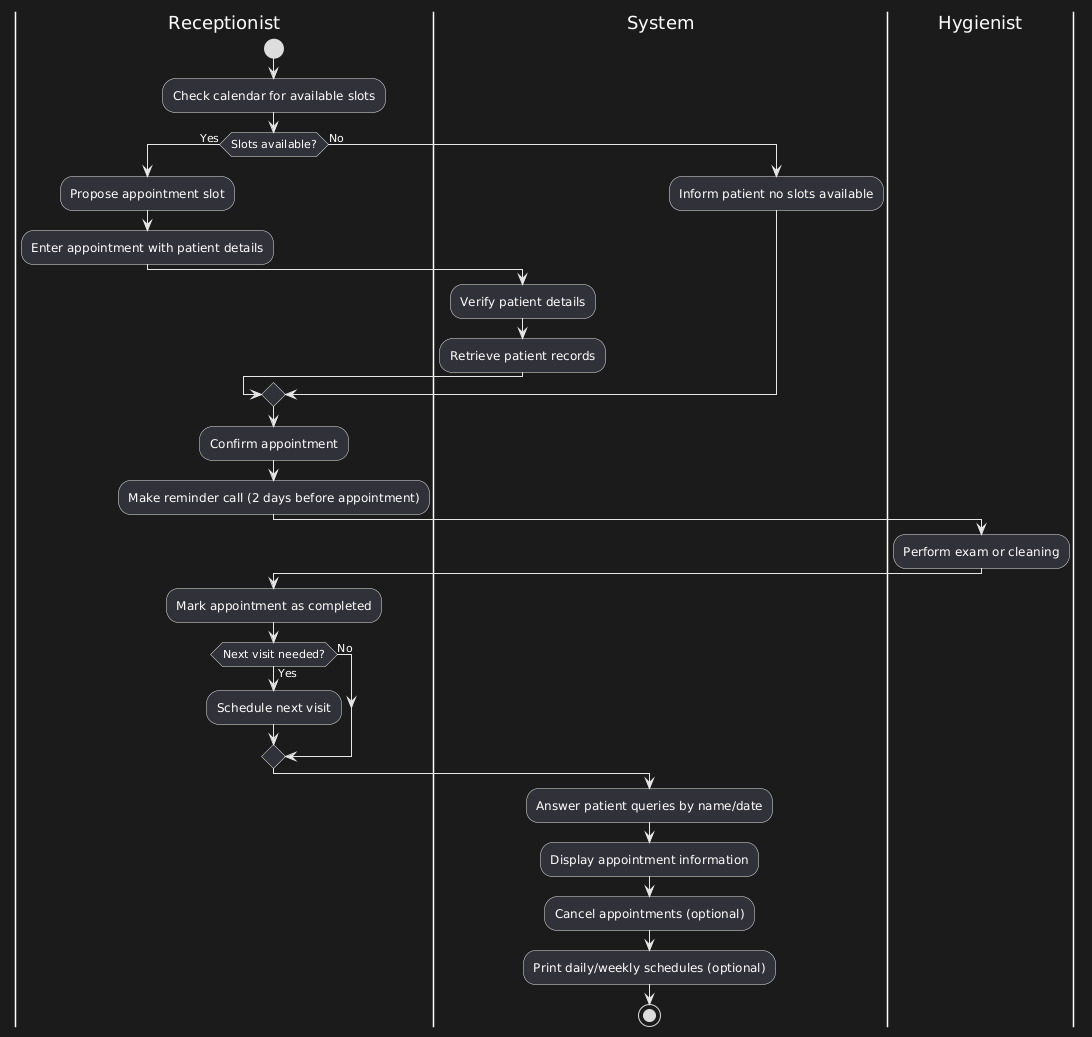 Receptionist
System
Hygienist
Check calendar for available slots
Yes
Slots available?
No
Propose appointment slot
Inform patient no slots available
Enter appointment with patient details
Verify patient details
Retrieve patient records
Confirm appointment
Make reminder call (2 days before appointment)
Perform exam or cleaning
Mark appointment as completed
Next visit needed?
No
Yes
Schedule next visit
Answer patient queries by name/date
Display appointment information
Cancel appointments (optional)
Print daily/weekly schedules (optional)